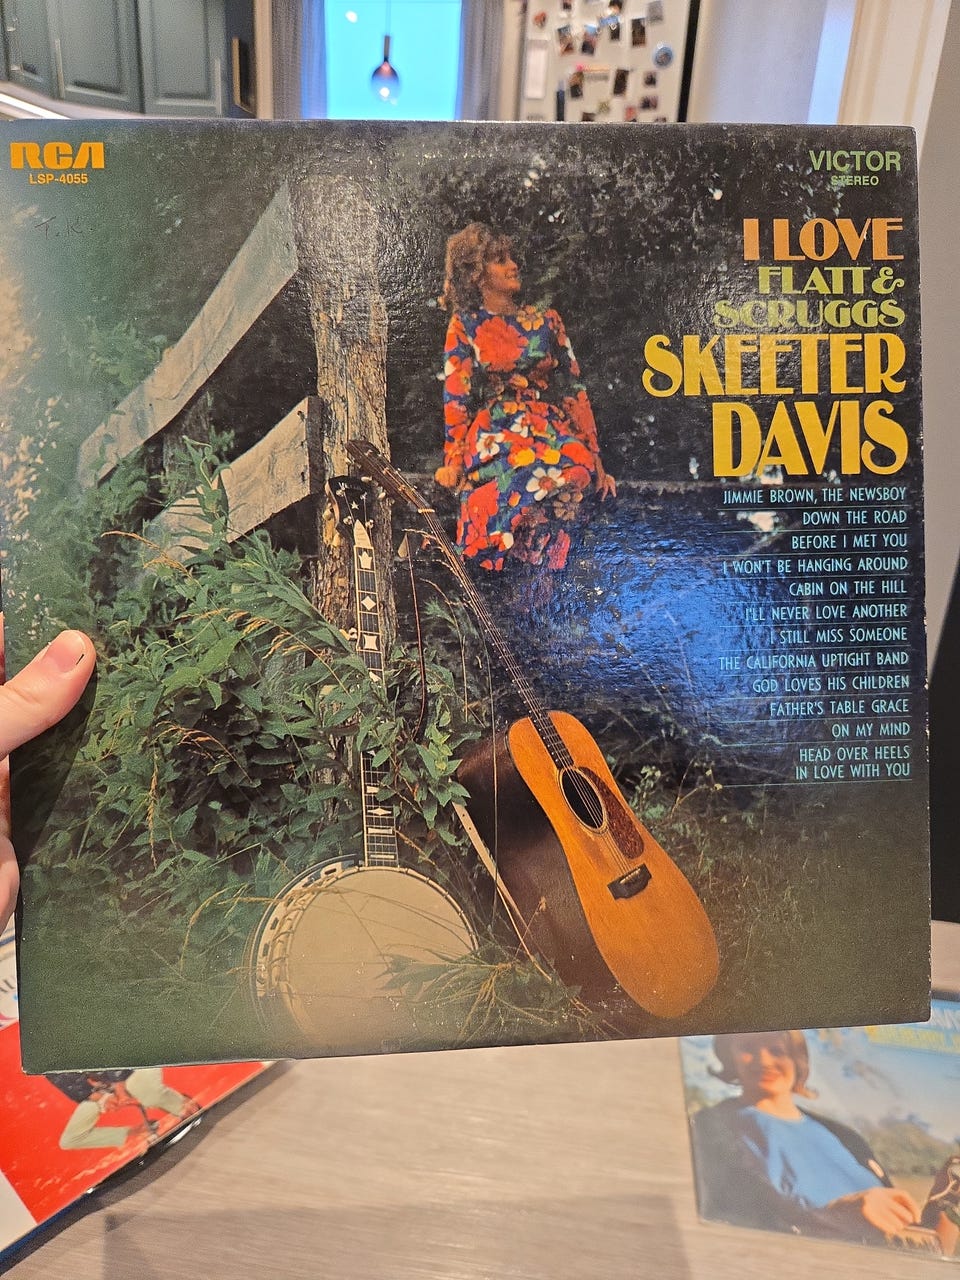 RCA
LSP-4055
T.K.
VICTOR
STEREO
I LOVE
FLATT &
SCRUGGS
SKEETER
DAVIS
JIMMIE BROWN, THE NEWSBOY
DOWN THE ROAD
BEFORE I MET YOU
I WON'T BE HANGING AROUND
CABIN ON THE HILL
I'LL NEVER LOVE ANOTHER
I STILL MISS SOMEONE
THE CALIFORNIA UPTIGHT BAND
GOD LOVES HIS CHILDREN
FATHER'S TABLE GRACE
ON MY MIND
HEAD OVER HEELS
IN LOVE WITH YOU